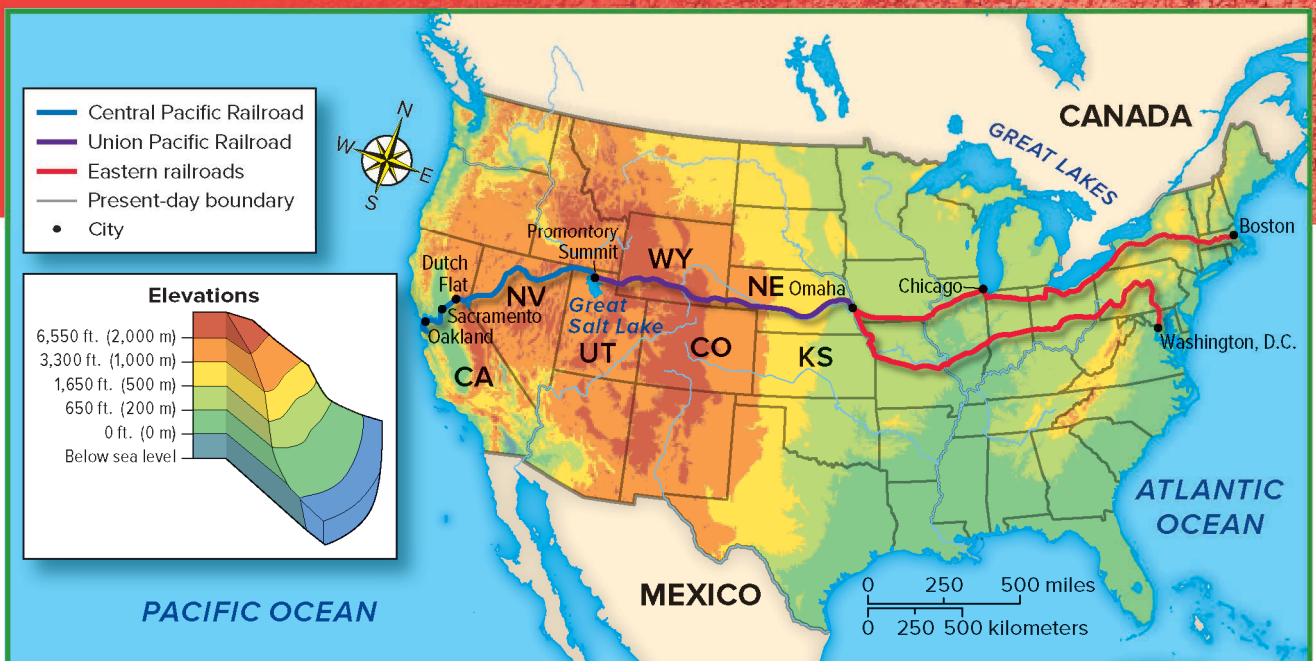 Central Pacific Railroad
Union Pacific Railroad
Eastern railroads
Present-day boundary
City
N
W
E
S
Elevations
6,550 ft. (2,000 m)
3,300 ft. (1,000 m)
1,650 ft. (500 m)
650 ft. (200 m)
0 ft. (0 m)
Below sea level
CANADA
GREAT LAKES
Boston
Promontory
Summit
WY
Dutch
Flat
NV
NE
Omaha
Chicago
Sacramento
Great
Salt Lake
Oakland
Washington, D.C.
UT
CO
KS
CA
ATLANTIC
OCEAN
MEXICO
PACIFIC OCEAN
0 250 500 miles
0 250 500 kilometers